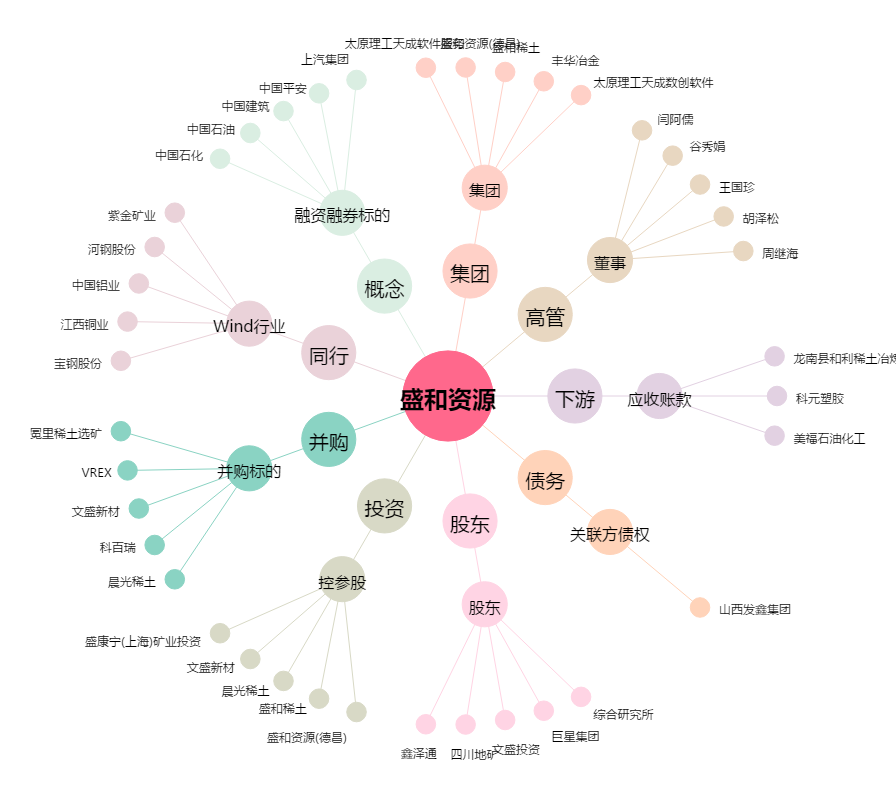 盛和资源
集团
集团
太原理工天成软件
盛和资源(德昌)
盛和稀土
丰华冶金
太原理工天成数创软件
高管
董事
闫阿儒
谷秀娟
王国珍
胡泽松
周继海
下游
应收账款
龙南县和利稀土冶炼
科元塑胶
美福石油化工
债务
关联方债权
山西发鑫集团
股东
股东
综合研究所
巨星集团
文盛投资
四川地矿
鑫泽通
投资
控参股
盛和资源(德昌)
盛和稀土
晨光稀土
文盛新材
盛康宁(上海)矿业投资
并购
并购标的
晨光稀土
科百瑞
文盛新材
VREX
冕里稀土选矿
同行
Wind行业
宝钢股份
江西铜业
中国铝业
河钢股份
紫金矿业
概念
融资融券标的
中国石化
中国石油
中国建筑
中国平安
上汽集团